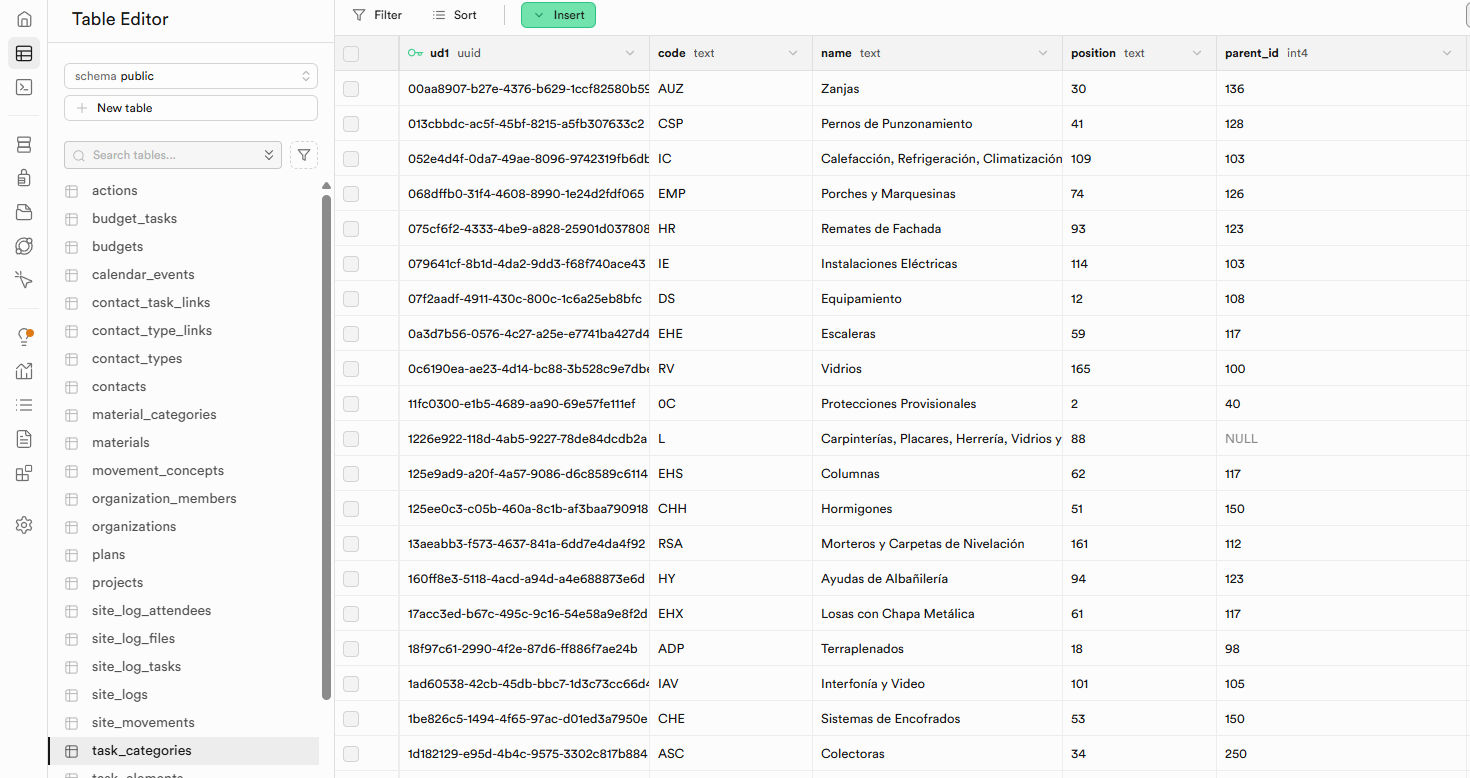 Table Editor
schema public
New table
Search tables...
actions
budget_tasks
budgets
calendar_events
contact_task_links
contact_type_links
contact_types
contacts
material_categories
materials
movement_concepts
organization_members
organizations
plans
projects
site_log_attendees
site_log_files
site_log_tasks
site_logs
site_movements
task_categories
task_elements
Filter Sort Insert
ud1 uuid code text name text position text parent_id int4
00aa8907-b27e-4376-b629-1ccf82580b59 AUZ Zanjas 30 136
013cbbdc-ac5f-45bf-8215-a5fb307633c2 CSP Pernos de Punzonamiento 41 128
052e4d4f-0da7-49ae-8096-9742319fb6db IC Calefacción, Refrigeración, Climatización 109 103
068dffb0-31f4-4608-8990-1e24d2fdf065 EMP Porches y Marquesinas 74 126
075cf6f2-4333-4be9-a828-25901d037808 HR Remates de Fachada 93 123
079641cf-8b1d-4da2-9dd3-f68f740ace43 IE Instalaciones Eléctricas 114 103
07f2aadf-4911-430c-800c-1c6a25eb8bfc DS Equipamiento 12 108
0a3d7b56-0576-4c27-a25e-e7741ba427d4 EHE Escaleras 59 117
0c6190ea-ae23-4d14-bc88-3b528c9e7dbe RV Vidrios 165 100
11fc0300-e1b5-4689-aa90-69e57fe111ef 0C Protecciones Provisionales 2 40
1226e922-118d-4ab5-9227-78de84dcdb2a L Carpinterías, Placares, Herrería, Vidrios y 88 NULL
125e9ad9-a20f-4a57-9086-d6c8589c6114 EHS Columnas 62 117
125ee0c3-c05b-460a-8c1b-af3baa790918 CHH Hormigones 51 150
13aeabb3-f573-4637-841a-6dd7e4da4f92 RSA Morteros y Carpetas de Nivelación 161 112
160ff8e3-5118-4acd-a94d-a4e688873e6d HY Ayudas de Albañilería 94 123
17acc3ed-b67c-495c-9c16-54e58a9e8f2d EHX Losas con Chapa Metálica 61 117
18f97c61-2990-4f2e-87d6-ff886f7ae24b ADP Terraplenados 18 98
1ad60538-42cb-45db-bbc7-1d3c73cc66d4 IAV Interfonía y Video 101 105
1be826c5-1494-4f65-97ac-d01ed3a7950e CHE Sistemas de Encofrados 53 150
1d182129-e95d-4b4c-9575-3302c817b884 ASC Colectoras 34 250